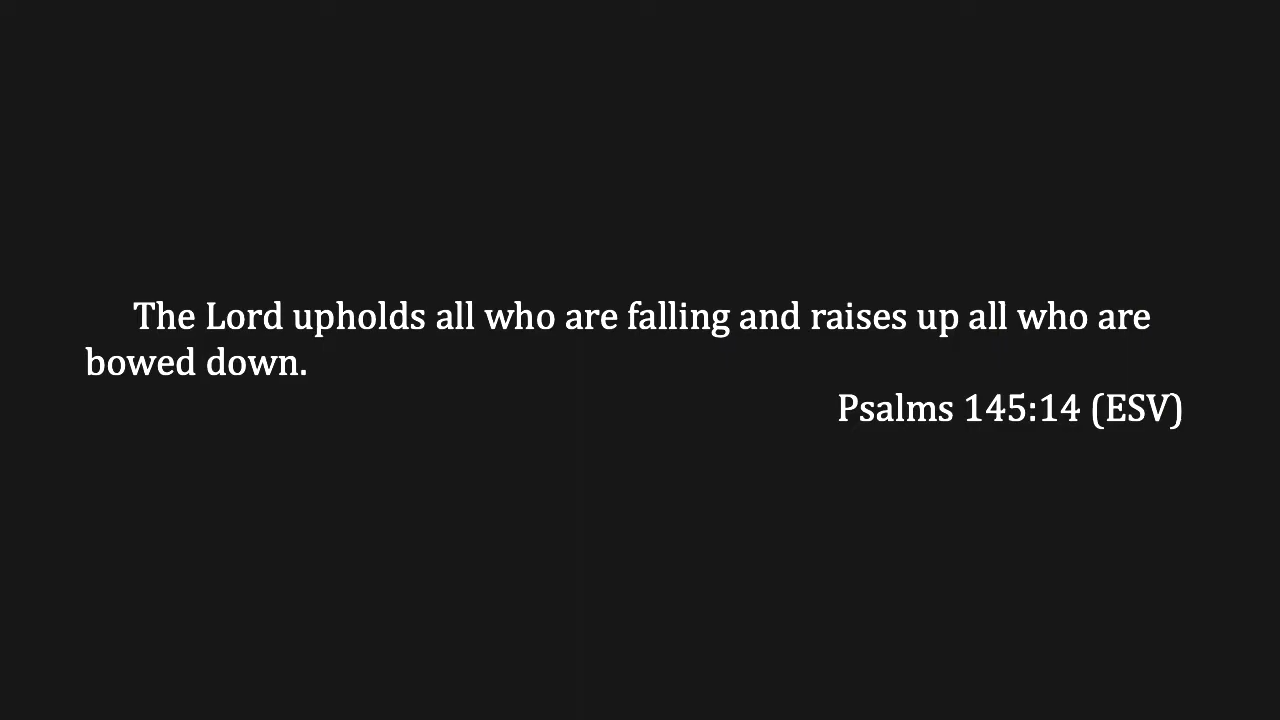 The Lord upholds all who are falling and raises up all who are
bowed down.
Psalms 145:14 (ESV)